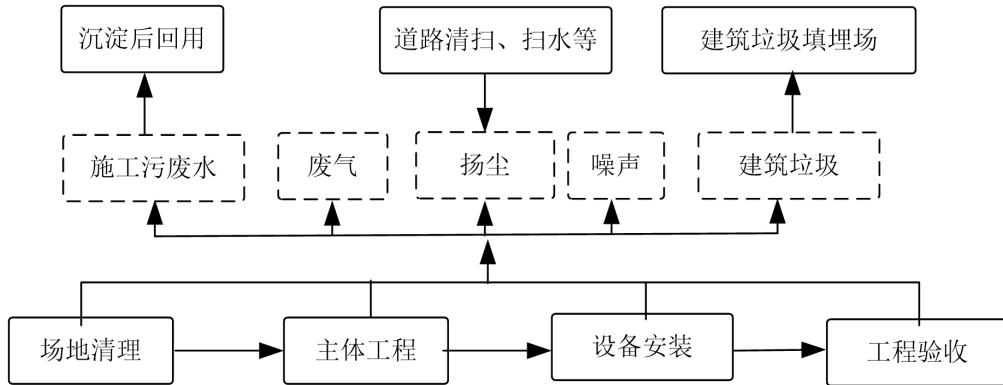 沉淀后回用
道路清扫、扫水等
建筑垃圾填埋场
施工污废水
废气
扬尘
噪声
建筑垃圾
场地清理
主体工程
设备安装
工程验收